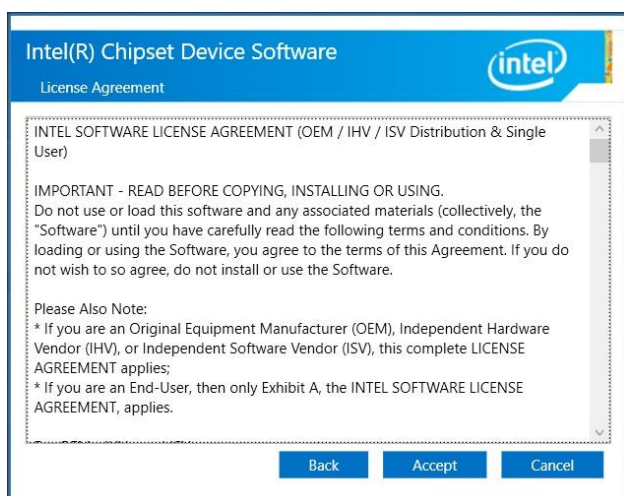 Intel(R) Chipset Device Software
intel
License Agreement
INTEL SOFTWARE LICENSE AGREEMENT (OEM / IHV / ISV Distribution & Single
User)
IMPORTANT - READ BEFORE COPYING, INSTALLING OR USING.
Do not use or load this software and any associated materials (collectively, the
"Software") until you have carefully read the following terms and conditions. By
loading or using the Software, you agree to the terms of this Agreement. If you do
not wish to so agree, do not install or use the Software.
Please Also Note:
* If you are an Original Equipment Manufacturer (OEM), Independent Hardware
Vendor (IHV), or Independent Software Vendor (ISV), this complete LICENSE
AGREEMENT applies;
* If you are an End-User, then only Exhibit A, the INTEL SOFTWARE LICENSE
AGREEMENT, applies.
Back Accept Cancel